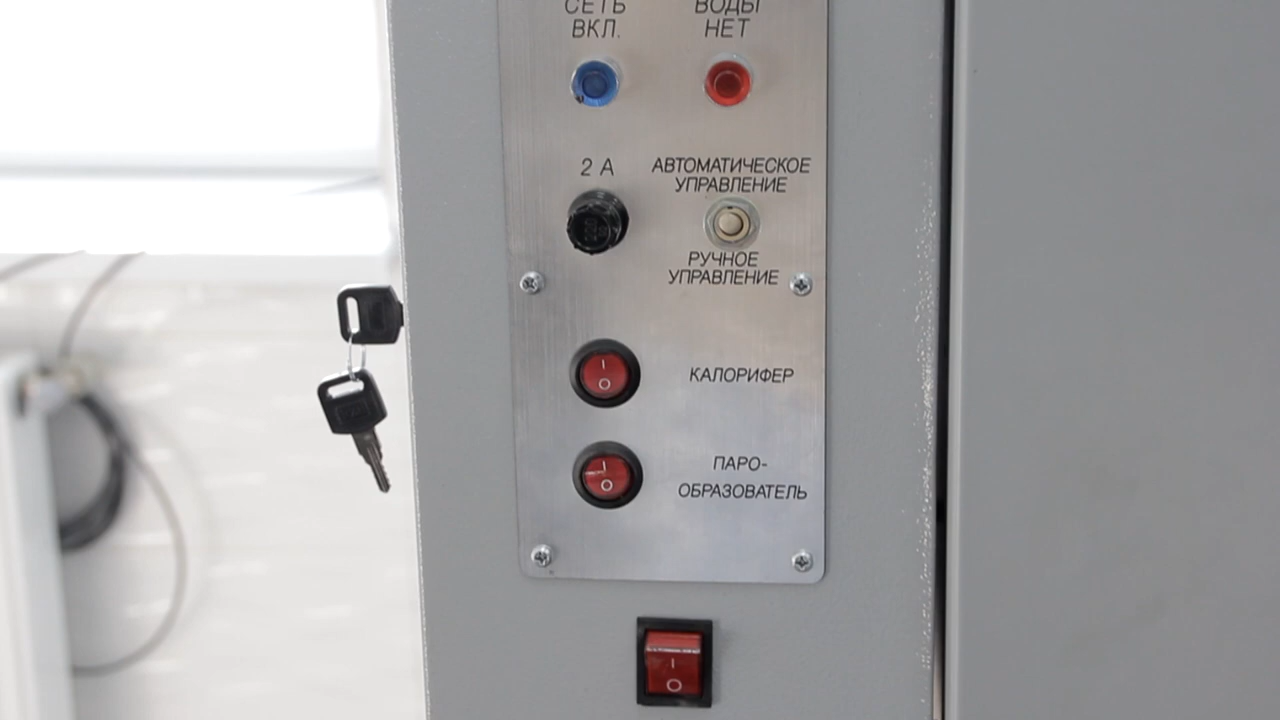 СЕТЬ
ВКЛ.
ВОДЫ
НЕТ
2 А
АВТОМАТИЧЕСКОЕ
УПРАВЛЕНИЕ
РУЧНОЕ
УПРАВЛЕНИЕ
I
O
КАЛОРИФЕР
I
O
ПАРО-
ОБРАЗОВАТЕЛЬ
I
O